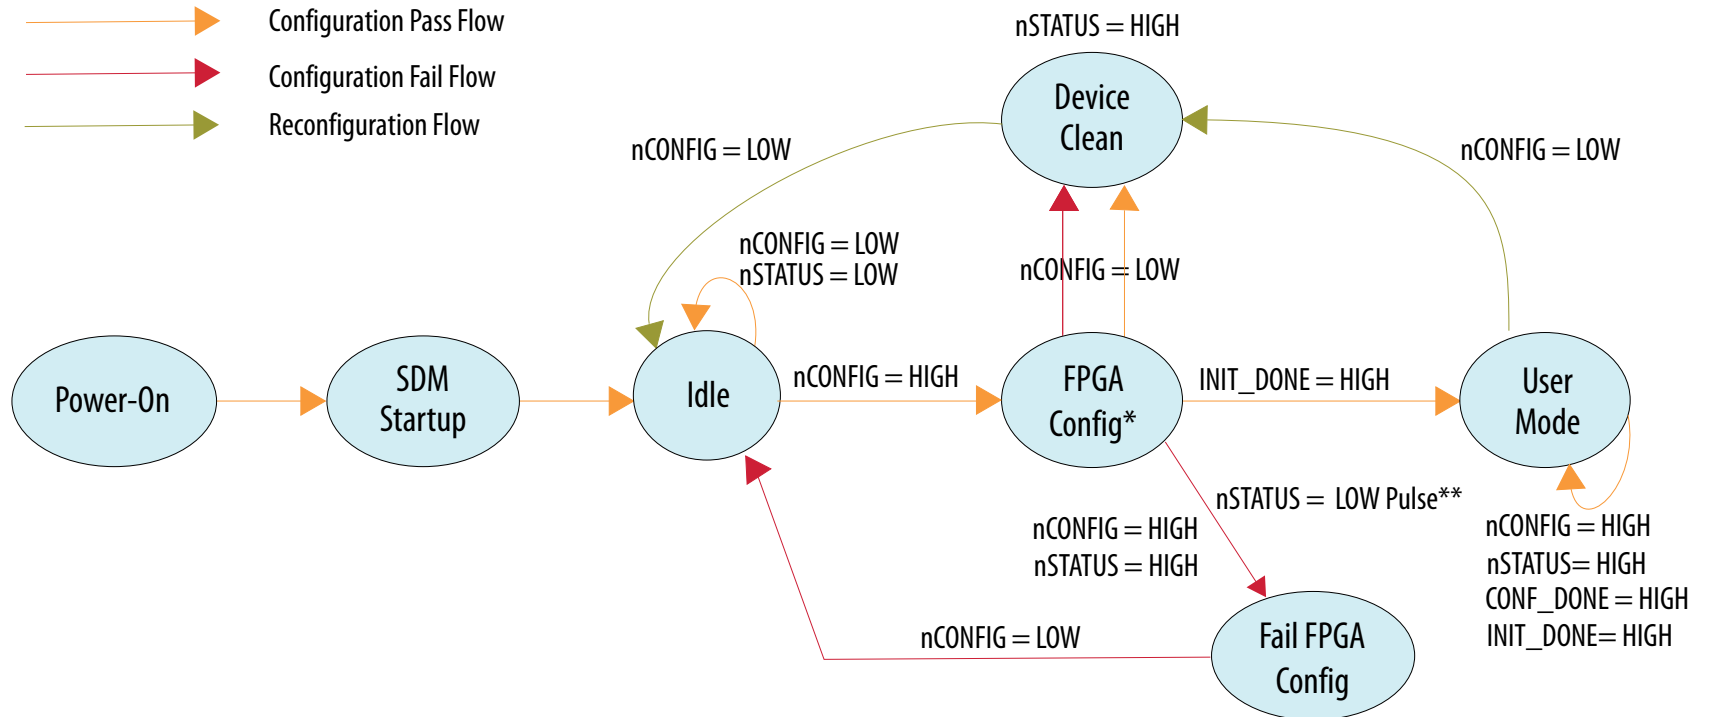 Configuration Pass Flow
Configuration Fail Flow
Reconfiguration Flow
nSTATUS = HIGH
Device
Clean
nCONFIG = LOW
nCONFIG = LOW
nCONFIG = LOW
nSTATUS = LOW
nCONFIG = LOW
Power-On
SDM
Startup
Idle
nCONFIG = HIGH
FPGA
Config*
INIT_DONE = HIGH
User
Mode
nSTATUS = LOW Pulse**
nCONFIG = HIGH
nSTATUS = HIGH
nCONFIG = HIGH
nSTATUS= HIGH
CONF_DONE = HIGH
INIT_DONE= HIGH
nCONFIG = LOW
Fail FPGA
Config